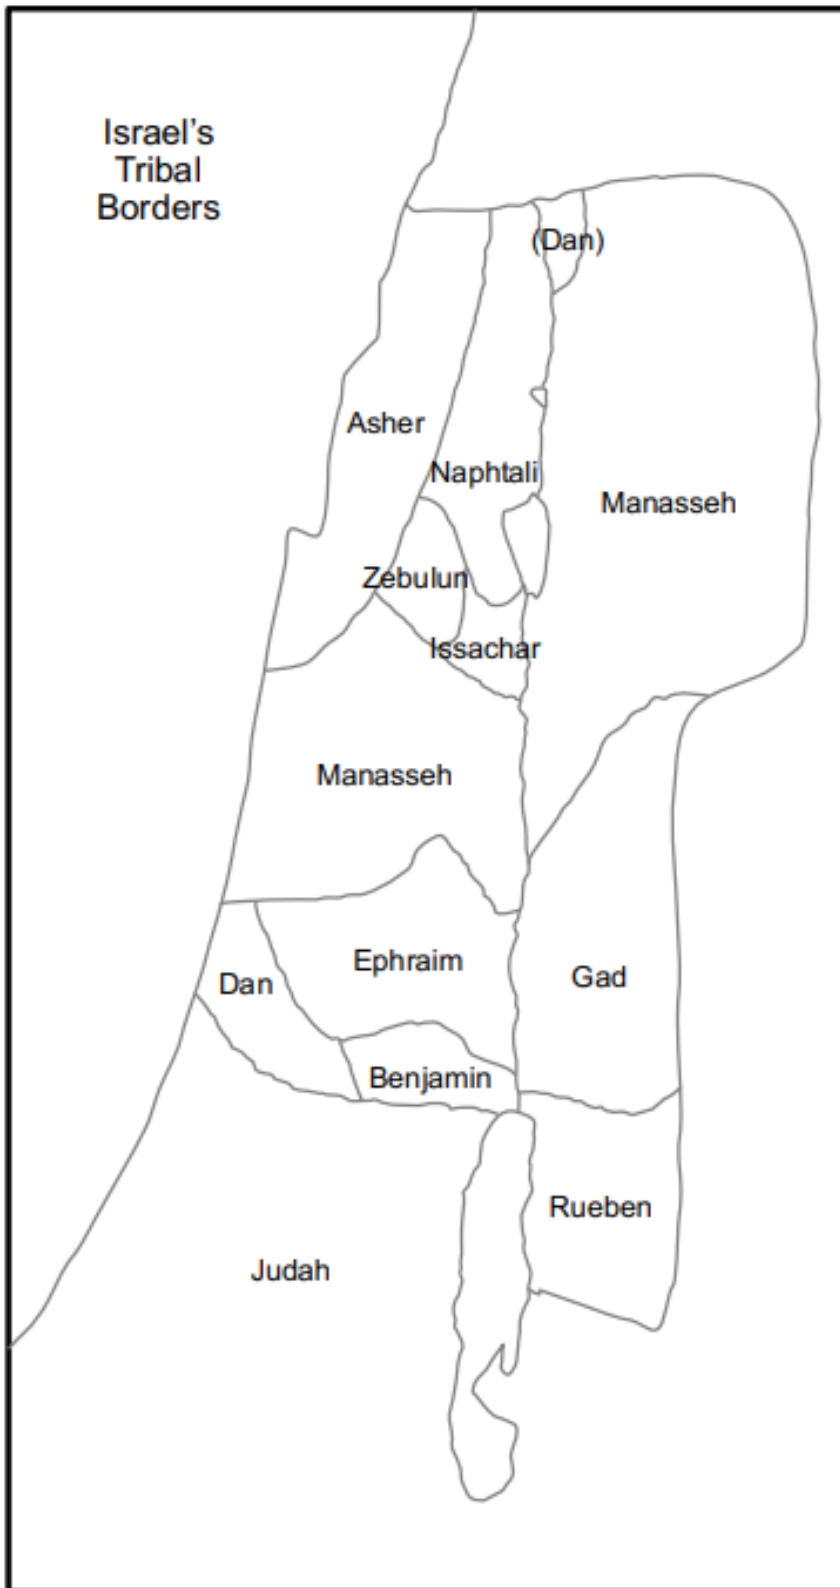 Israel's
Tribal
Borders
(Dan)
Asher
Naphtali
Manasseh
Zebulun
Issachar
Manasseh
Ephraim
Gad
Dan
Benjamin
Rueben
Judah